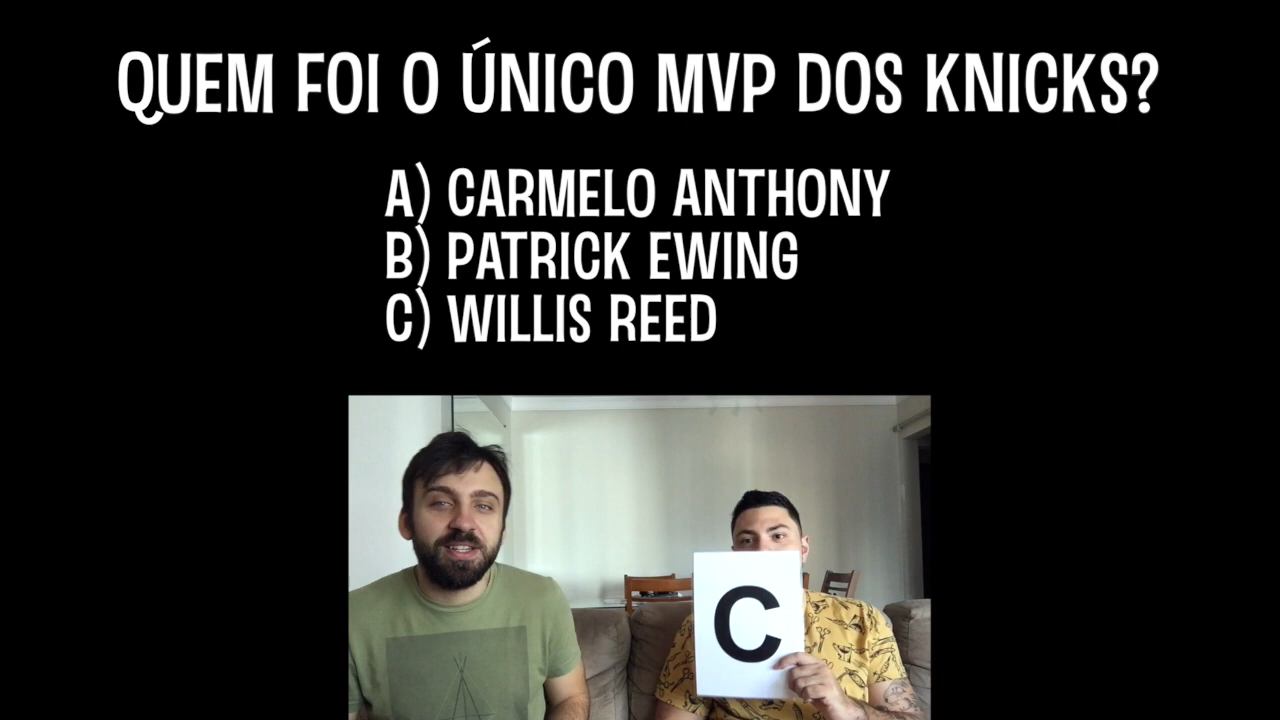 QUEM FOI O ÚNICO MVP DOS KNICKS?
A) CARMELO ANTHONY
B) PATRICK EWING
C) WILLIS REED
C